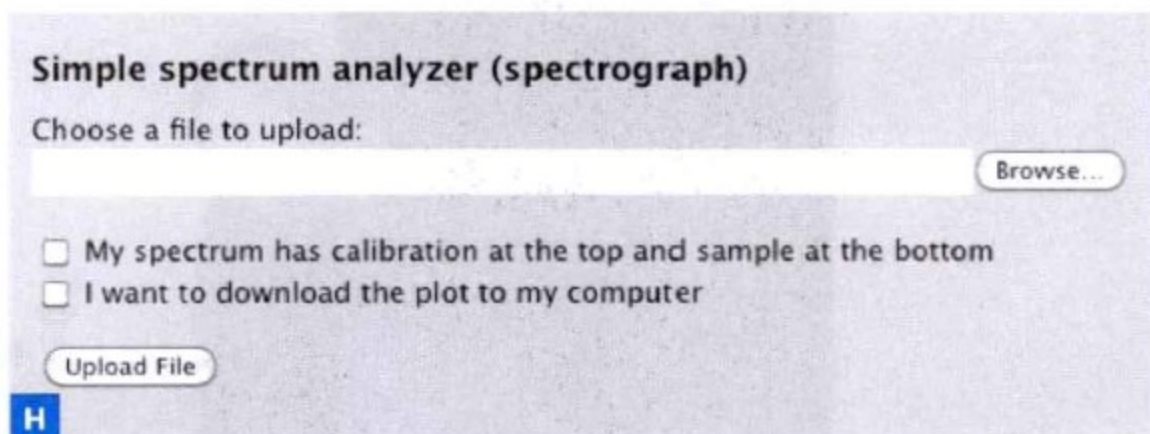 Simple spectrum analyzer (spectrograph)
Choose a file to upload:
Browse...
My spectrum has calibration at the top and sample at the bottom
I want to download the plot to my computer
Upload File
H